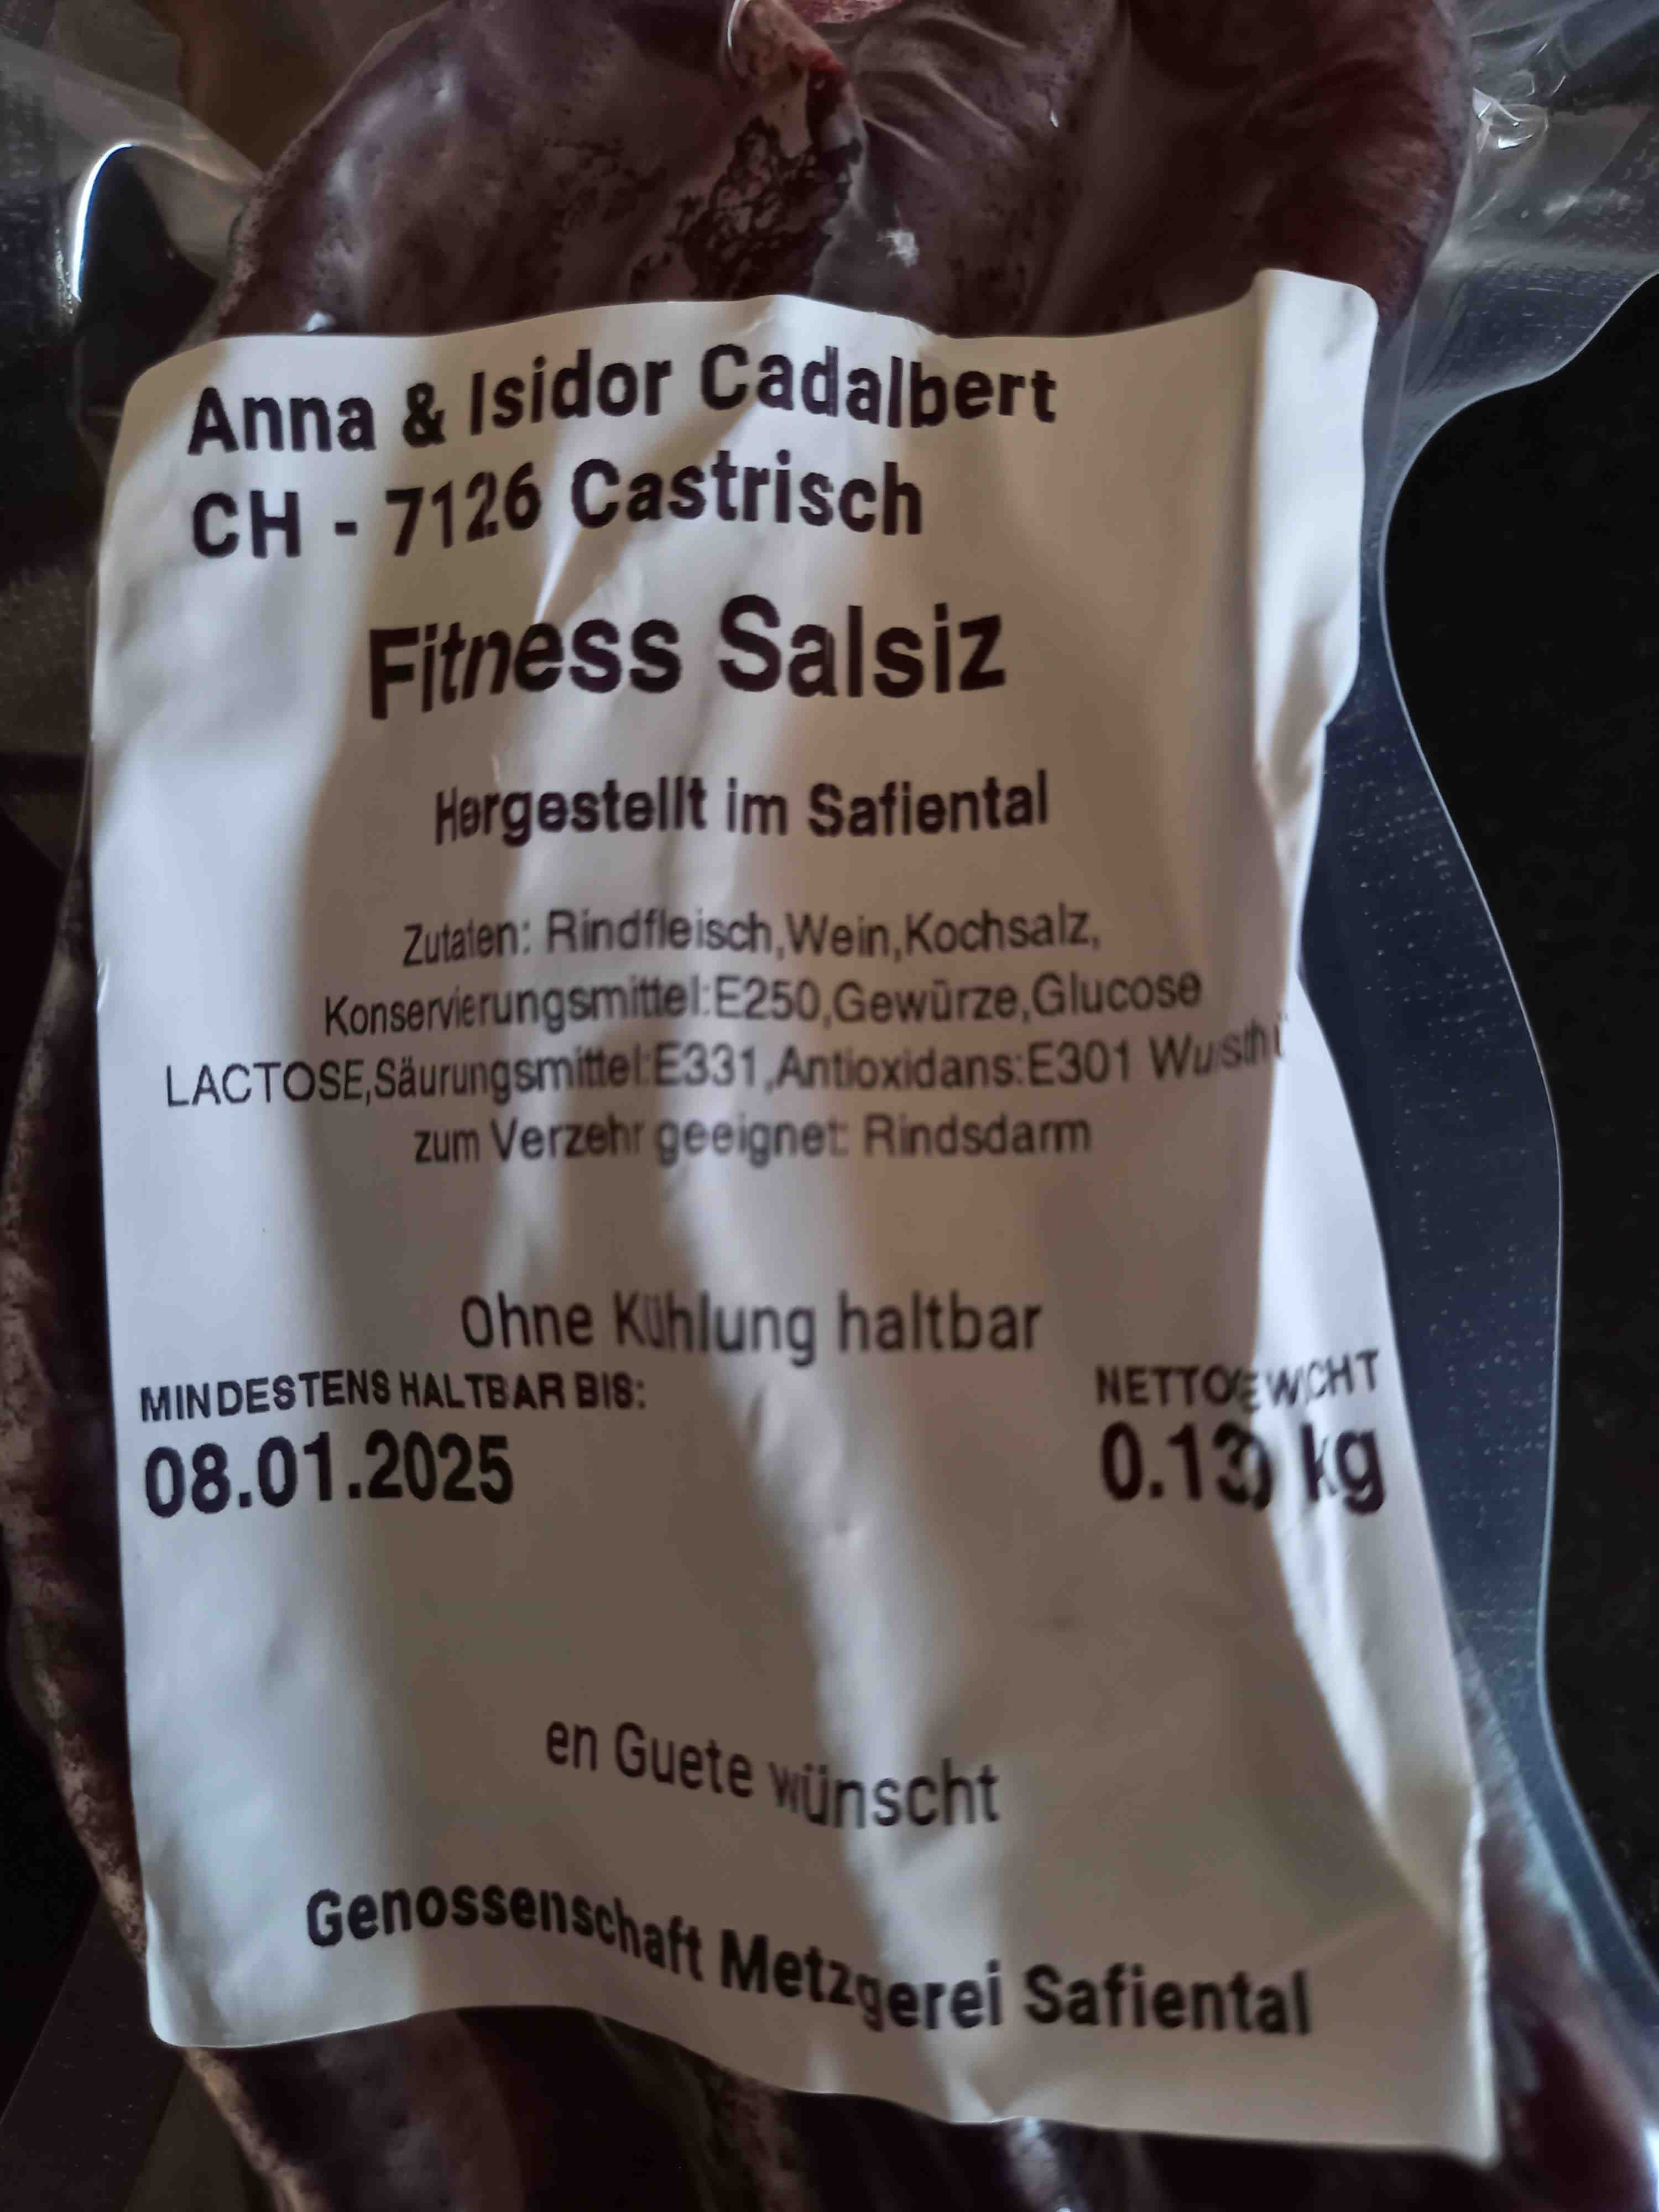 Anna & Isidor Cadalbert
CH - 7126 Castrisch
Fitness Salsiz
Hergestellt im Safiental
Zutaten: Rindfleisch,Wein,Kochsalz,
Konservierungsmittel:E250,Gewürze,Glucose
LACTOSE,Säurungsmittel:E331,Antioxidans:E301
zum Verzehr geeignet: Rindsdarm
Ohne Kühlung haltbar
MINDESTENS HALTBAR BIS:
08.01.2025
NETTOGEWICHT
kg
en Guete wünscht
Genossenschaft Metzgerei Safiental